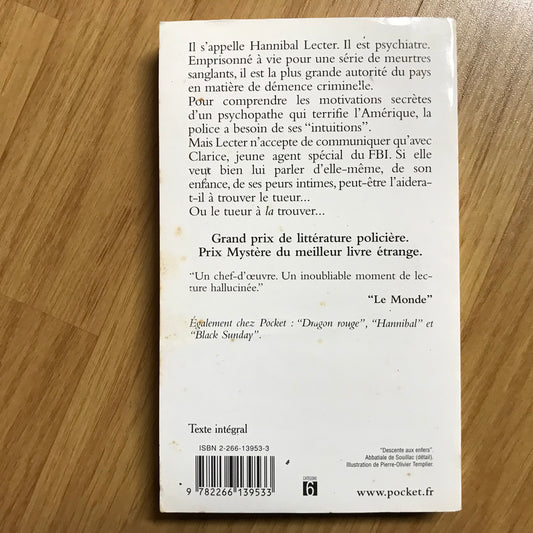 Il s'appelle Hannibal Lecter. Il est psychiatre.
Emprisonné à vie pour une série de meurtres
sanglants, il est la plus grande autorité du pays
en matière de démence criminelle.
Pour comprendre les motivations secrètes
d'un psychopathe qui terrifie l'Amérique, la
police a besoin de ses "intuitions".
Mais Lecter n'accepte de communiquer qu'avec
Clarice, jeune agent spécial du FBI. Si elle
veut bien lui parler d'elle-même, de son
enfance, de ses peurs intimes, peut-être l'aidera-
t-il à trouver le tueur...
Ou le tueur à la trouver...
Grand prix de littérature policière.
Prix Mystère du meilleur livre étrange.
"Un chef-d'œuvre. Un inoubliable moment de lec-
ture hallucinée."
"Le Monde"
Également chez Pocket : "Dragon rouge", "Hannibal" et
"Black Sunday".
Texte intégral
ISBN 2-266-13953-3
9 782266 139533
CATÉGORIE
6
"Descente aux enfers".
Abbatiale de Souillac (détail).
Illustration de Pierre-Olivier Templier.
www.pocket.fr